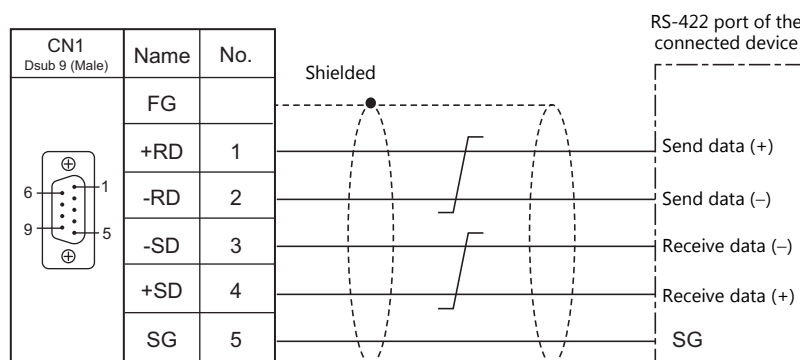 RS-422 port of the
connected device
CN1
Dsub 9 (Male)
Name
No.
Shielded
FG
+RD
1
Send data (+)
6
1
-RD
2
Send data (−)
9
5
-SD
3
Receive data (−)
+SD
4
Receive data (+)
SG
5
SG